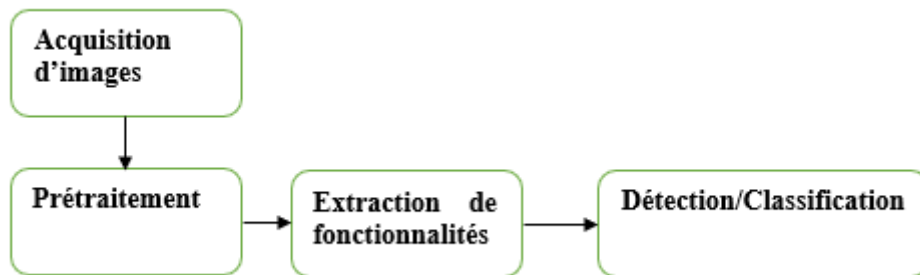 Acquisition
d’images
Prétraitement
Extraction de
fonctionnalités
Détection/Classification